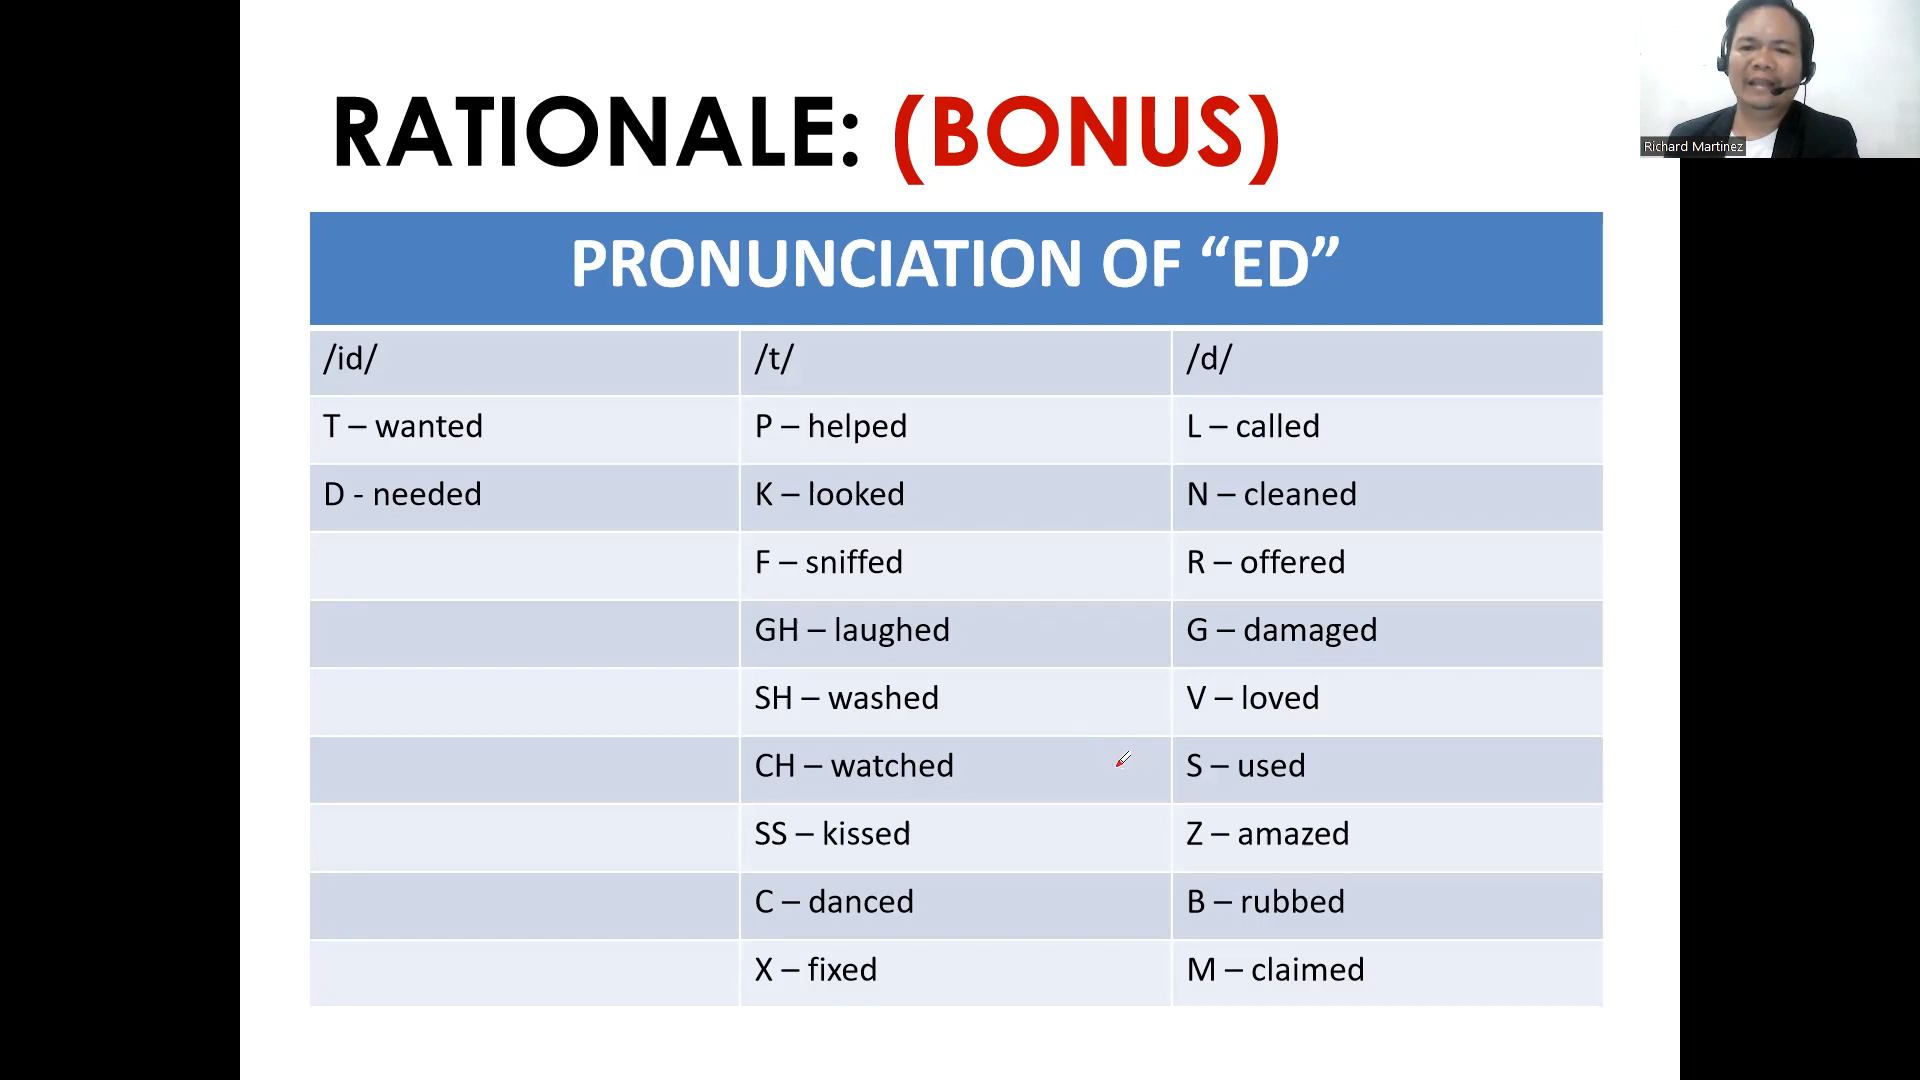 RATIONALE: (BONUS)
Richard Martinez
PRONUNCIATION OF “ED”
/id/ /t/ /d/
T – wanted P – helped L – called
D - needed K – looked N – cleaned
F – sniffed R – offered
GH – laughed G – damaged
SH – washed V – loved
CH – watched S – used
SS – kissed Z – amazed
C – danced B – rubbed
X – fixed M – claimed